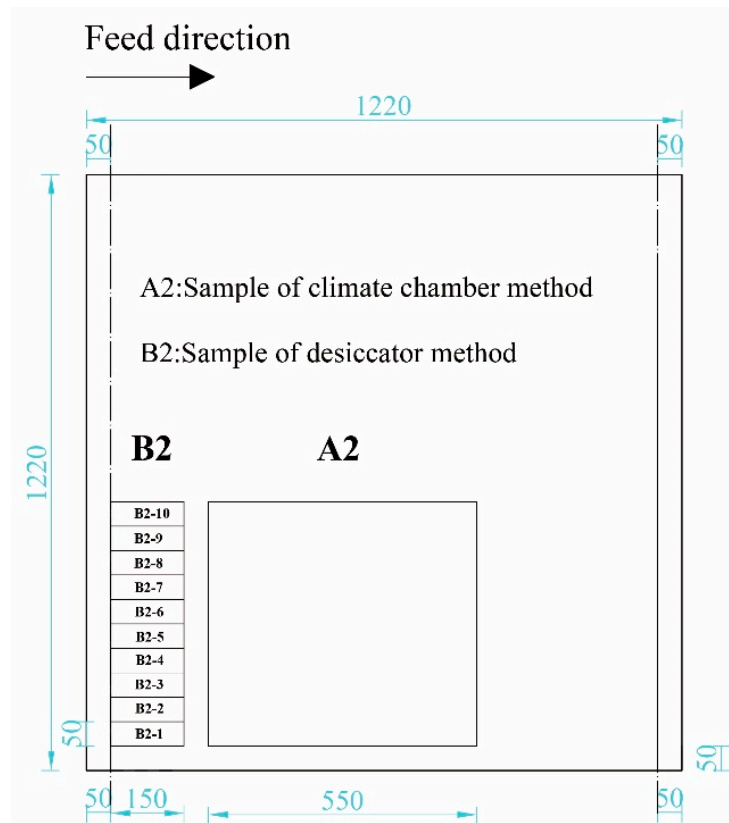 Feed direction
1220
50
50
A2:Sample of climate chamber method
B2:Sample of desiccator method
B2
A2
1220
B2-10
B2-9
B2-8
B2-7
B2-6
B2-5
B2-4
B2-3
B2-2
B2-1
50
50
50
150
550
50